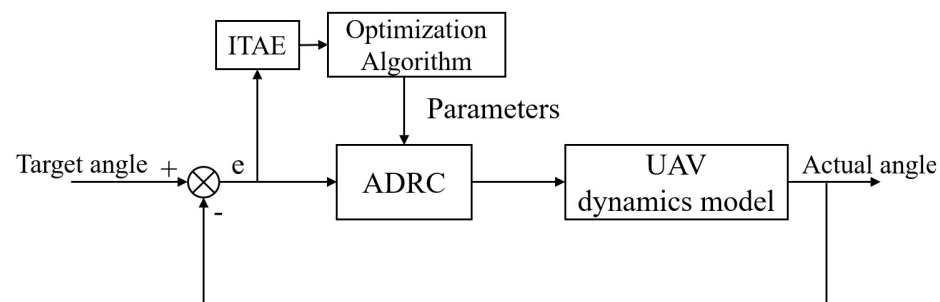 ITAE
Optimization
Algorithm
Parameters
Target angle
+
e
-
ADRC
UAV
dynamics model
Actual angle